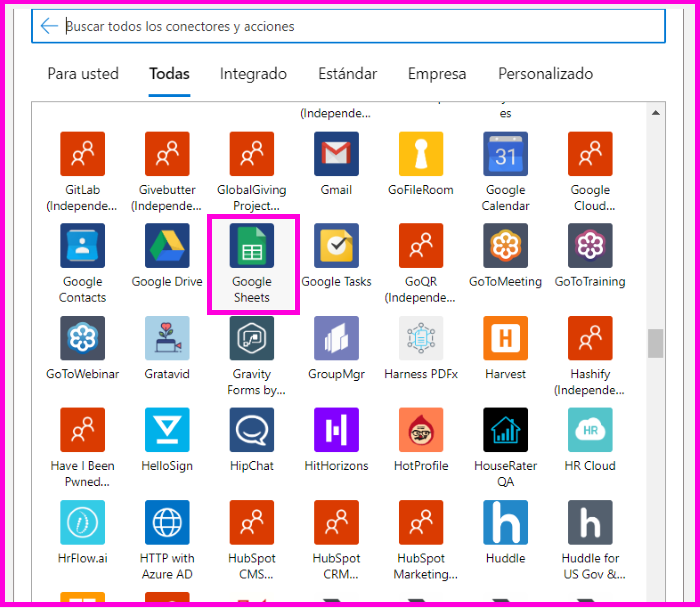 Buscar todos los conectores y acciones
Para usted Todas Integrado Estándar Empresa Personalizado
(Independe... es
GitLab (Independe...
Givebutter (Independe...
GlobalGiving Project...
Gmail
GoFileRoom
Google Calendar
31
Google Cloud...
Google Contacts
Google Drive
Google Sheets
Google Tasks
GoQR (Independe...
GoToMeeting
GoToTraining
GoToWebinar
Gratavid
Gravity Forms by...
GroupMgr
Harness PDFx
H
Harvest
Hashify (Independe...
Have I Been Pwned...
HelloSign
HipChat
HitHorizons
HotProfile
HouseRater QA
HR
HR Cloud
HrFlow.ai
HTTP with Azure AD
HubSpot CMS...
HubSpot CRM...
HubSpot Marketing...
h
Huddle
h
Huddle for US Gov &...